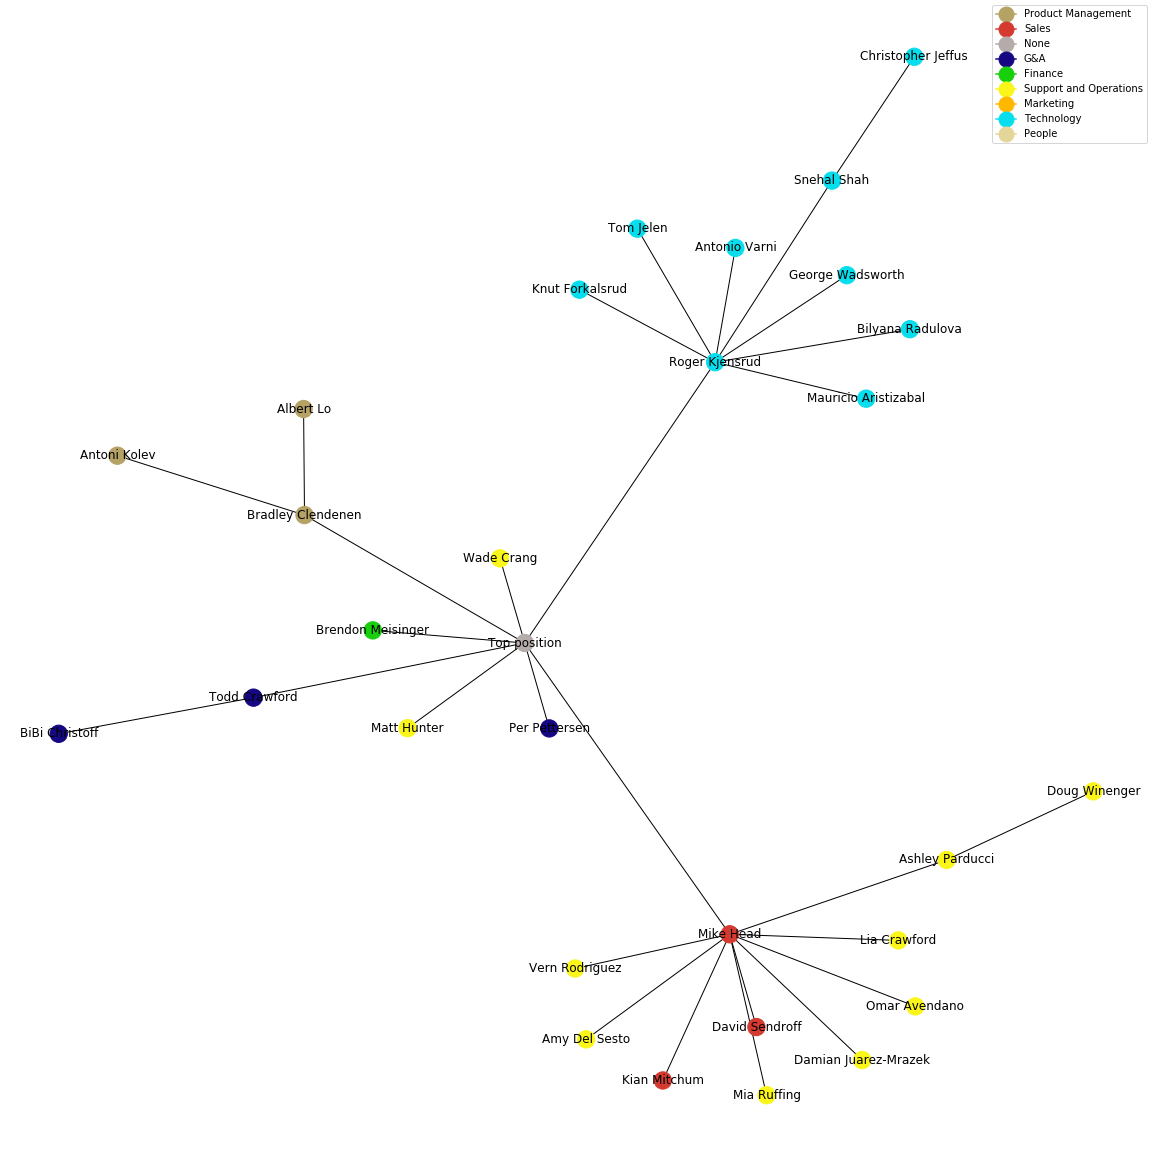 Product Management
Sales
None
G&A
Finance
Support and Operations
Marketing
Technology
People
Christopher Jeffus
Snehal Shah
Tom Jelen
Antonio Varni
George Wadsworth
Knut Forkalsrud
Bilyana Radulova
Roger Kjensrud
Mauricio Aristizabal
Albert Lo
Antoni Kolev
Bradley Clendenen
Wade Crang
Brendon Meisinger
Top position
Todd Crawford
Matt Hunter
Per Pettersen
BiBi Christoff
Doug Winenger
Ashley Parducci
Mike Head
Lia Crawford
Vern Rodriguez
Omar Avendano
David Sendroff
Amy Del Sesto
Damian Juarez-Mrazek
Kian Mitchum
Mia Ruffing